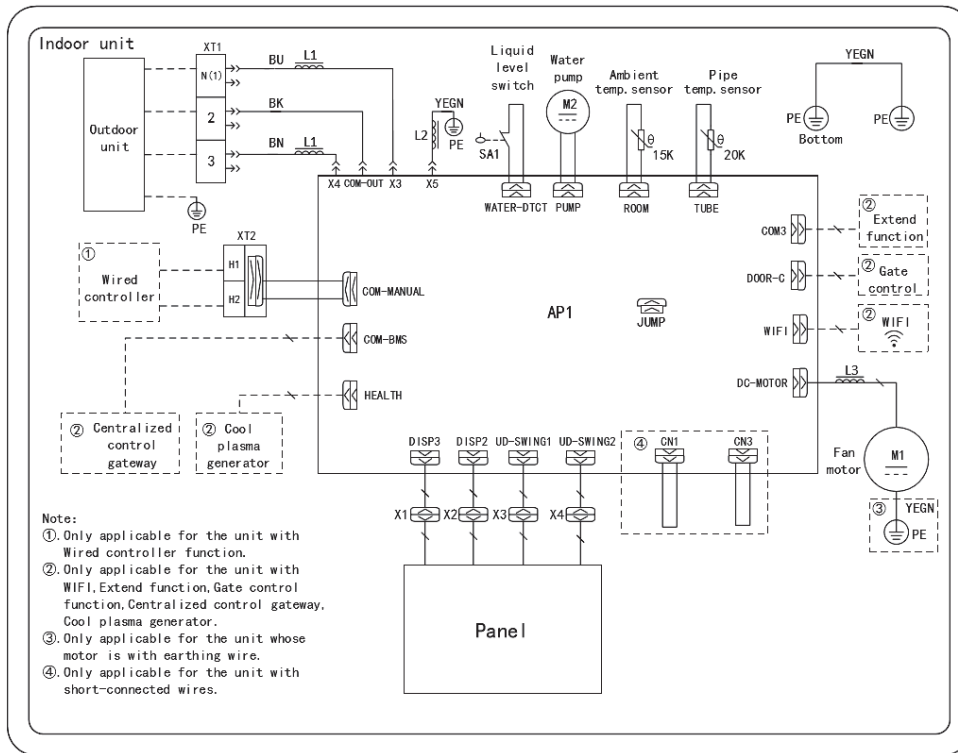 Indoor unit
XT1
N(1)
2
3
BU
L1
BK
BN
L1
Outdoor
unit
PE
X4
COM-OUT
X3
X5
L2
YEGN
PE
Liquid
level
switch
SA1
WATER-DTCT
Water
pump
M2
PUMP
Ambient
temp. sensor
θ
15K
ROOM
Pipe
temp. sensor
θ
20K
TUBE
YEGN
PE
Bottom
PE
COM3
② Extend
function
DOOR-C
② Gate
control
WIFI
② WIFI
DC-MOTOR
L3
① Wired
controller
XT2
H1
H2
COM-MANUAL
COM-BMS
HEALTH
AP1
JUMP
② Centralized
control
gateway
② Cool
plasma
generator
DISP3
DISP2
UD-SWING1
UD-SWING2
④
CN1
CN3
Fan
motor
M1
③ YEGN
PE
X1
X2
X3
X4
Panel
Note:
①. Only applicable for the unit with
Wired controller function.
②. Only applicable for the unit with
WIFI, Extend function, Gate control
function, Centralized control gateway,
Cool plasma generator.
③. Only applicable for the unit whose
motor is with earthing wire.
④. Only applicable for the unit with
short-connected wires.